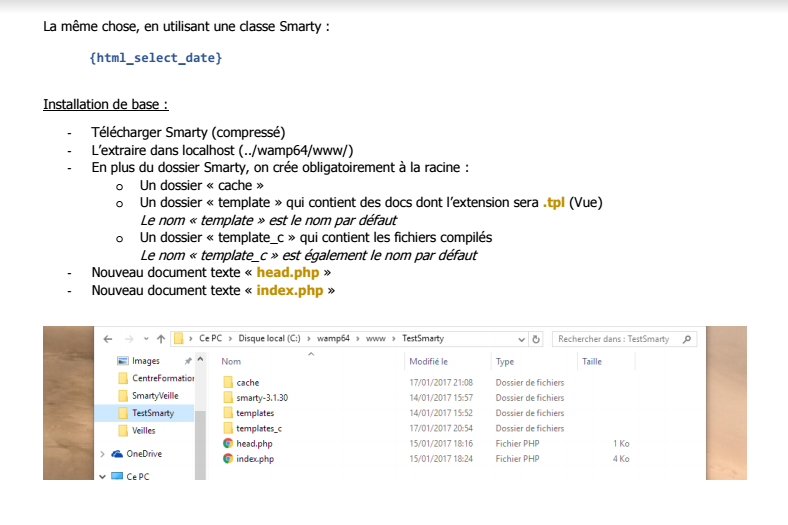 La même chose, en utilisant une classe Smarty :
{html_select_date}
Installation de base :
- Télécharger Smarty (compressé)
- L'extraire dans localhost (../wamp64/www/)
- En plus du dossier Smarty, on crée obligatoirement à la racine :
o Un dossier « cache »
o Un dossier « template » qui contient des docs dont l'extension sera .tpl (Vue)
Le nom « template » est le nom par défaut
o Un dossier « template_c » qui contient les fichiers compilés
Le nom « template_c » est également le nom par défaut
- Nouveau document texte « head.php »
- Nouveau document texte « index.php »
Ce PC > Disque local (C:) > wamp64 > www > TestSmarty
Rechercher dans : TestSmarty
Images
CentreFormation
SmartyVeille
TestSmarty
Veilles
OneDrive
Ce PC
Nom Modifié le Type Taille
cache 17/01/2017 21:08 Dossier de fichiers
smarty-3.1.30 14/01/2017 15:57 Dossier de fichiers
templates 14/01/2017 15:52 Dossier de fichiers
templates_c 17/01/2017 20:54 Dossier de fichiers
head.php 15/01/2017 18:16 Fichier PHP 1 Ko
index.php 15/01/2017 18:24 Fichier PHP 4 Ko